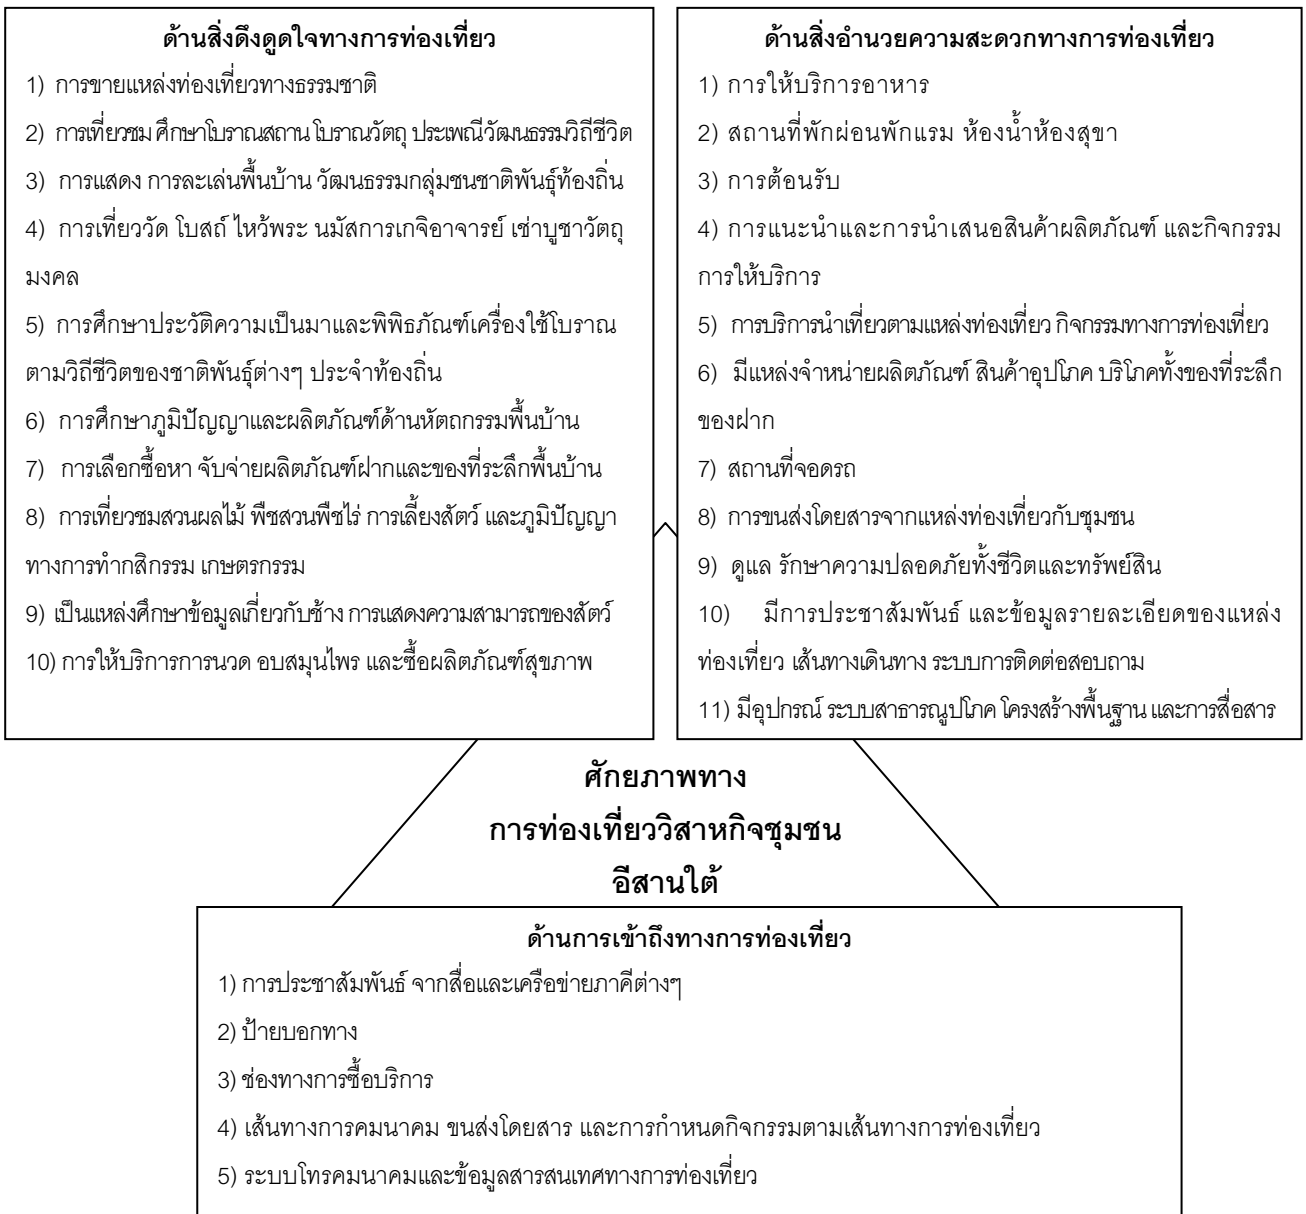 ด้านสิ่งดึงดูดใจทางการท่องเที่ยว
1) การขายแหล่งท่องเที่ยวทางธรรมชาติ
2) การเที่ยวชม ศึกษาโบราณสถาน โบราณวัตถุ ประเพณีวัฒนธรรมวิถีชีวิต
3) การแสดง การละเล่นพื้นบ้าน วัฒนธรรมกลุ่มชนชาติพันธุ์ท้องถิ่น
4) การเที่ยววัด โบสถ์ ไหว้พระ นมัสการเกจิอาจารย์ เช่าบูชาวัตถุ
มงคล
5) การศึกษาประวัติความเป็นมาและพิพิธภัณฑ์เครื่องใช้โบราณ
ตามวิถีชีวิตของชาติพันธุ์ต่างๆ ประจำท้องถิ่น
6) การศึกษาภูมิปัญญาและผลิตภัณฑ์ด้านหัตถกรรมพื้นบ้าน
7) การเลือกซื้อหา จับจ่ายผลิตภัณฑ์ฝากและของที่ระลึกพื้นบ้าน
8) การเที่ยวชมสวนผลไม้ พืชสวนพืชไร่ การเลี้ยงสัตว์ และภูมิปัญญา
ทางการทำกสิกรรม เกษตรกรรม
9) เป็นแหล่งศึกษาข้อมูลเกี่ยวกับช้าง การแสดงความสามารถของสัตว์
10) การให้บริการการนวด อบสมุนไพร และซื้อผลิตภัณฑ์สุขภาพ
ด้านสิ่งอำนวยความสะดวกทางการท่องเที่ยว
1) การให้บริการอาหาร
2) สถานที่พักผ่อนพักแรม ห้องน้ำห้องสุขา
3) การต้อนรับ
4) การแนะนำและการนำเสนอสินค้าผลิตภัณฑ์ และกิจกรรม
การให้บริการ
5) การบริการนำเที่ยวตามแหล่งท่องเที่ยว กิจกรรมทางการท่องเที่ยว
6) มีแหล่งจำหน่ายผลิตภัณฑ์ สินค้าอุปโภค บริโภคทั้งของที่ระลึก
ของฝาก
7) สถานที่จอดรถ
8) การขนส่งโดยสารจากแหล่งท่องเที่ยวกับชุมชน
9) ดูแล รักษาความปลอดภัยทั้งชีวิตและทรัพย์สิน
10) มีการประชาสัมพันธ์ และข้อมูลรายละเอียดของแหล่ง
ท่องเที่ยว เส้นทางเดินทาง ระบบการติดต่อสอบถาม
11) มีอุปกรณ์ ระบบสาธารณูปโภค โครงสร้างพื้นฐาน และการสื่อสาร
ศักยภาพทาง
การท่องเที่ยววิสาหกิจชุมชน
อีสานใต้
ด้านการเข้าถึงทางการท่องเที่ยว
1) การประชาสัมพันธ์ จากสื่อและเครือข่ายภาคีต่างๆ
2) ป้ายบอกทาง
3) ช่องทางการซื้อบริการ
4) เส้นทางการคมนาคม ขนส่งโดยสาร และการกำหนดกิจกรรมตามเส้นทางการท่องเที่ยว
5) ระบบโทรคมนาคมและข้อมูลสารสนเทศทางการท่องเที่ยว